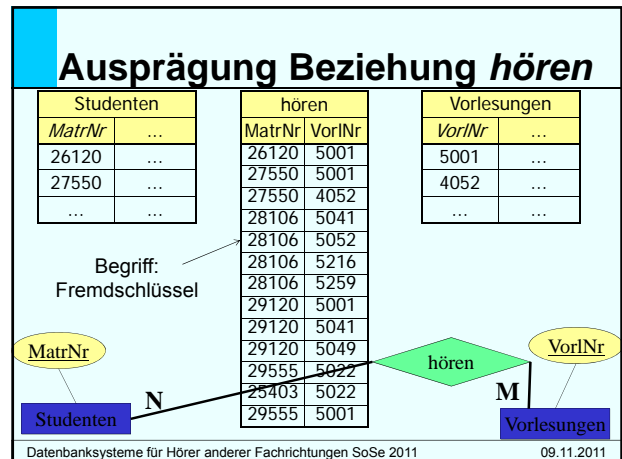 Ausprägung Beziehung hören
Studenten
MatrNr ...
26120 ...
27550 ...
... ...
hören
MatrNr VorlNr
26120 5001
27550 5001
27550 4052
28106 5041
28106 5052
28106 5216
28106 5259
29120 5001
29120 5041
29120 5049
29555 5022
25403 5022
29555 5001
Vorlesungen
VorlNr ...
5001 ...
4052 ...
... ...
Begriff:
Fremdschlüssel
MatrNr
Studenten
N
hören
M
VorlNr
Vorlesungen
Datenbanksysteme für Hörer anderer Fachrichtungen SoSe 2011 09.11.2011